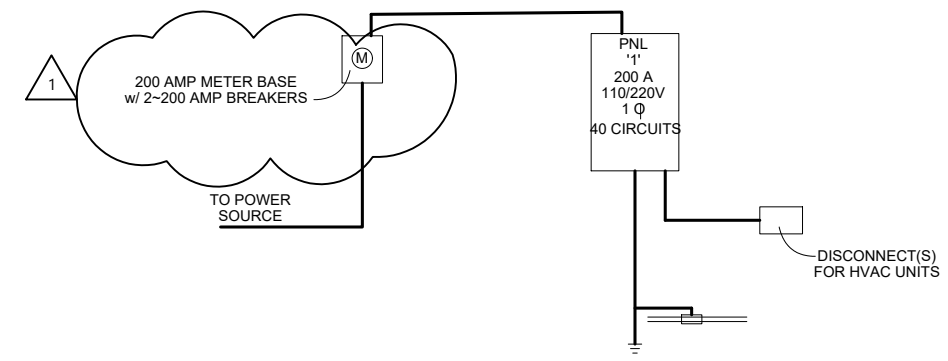 1
200 AMP METER BASE
w/ 2~200 AMP BREAKERS
M
TO POWER
SOURCE
PNL
'1'
200 A
110/220V
1 Φ
40 CIRCUITS
DISCONNECT(S)
FOR HVAC UNITS